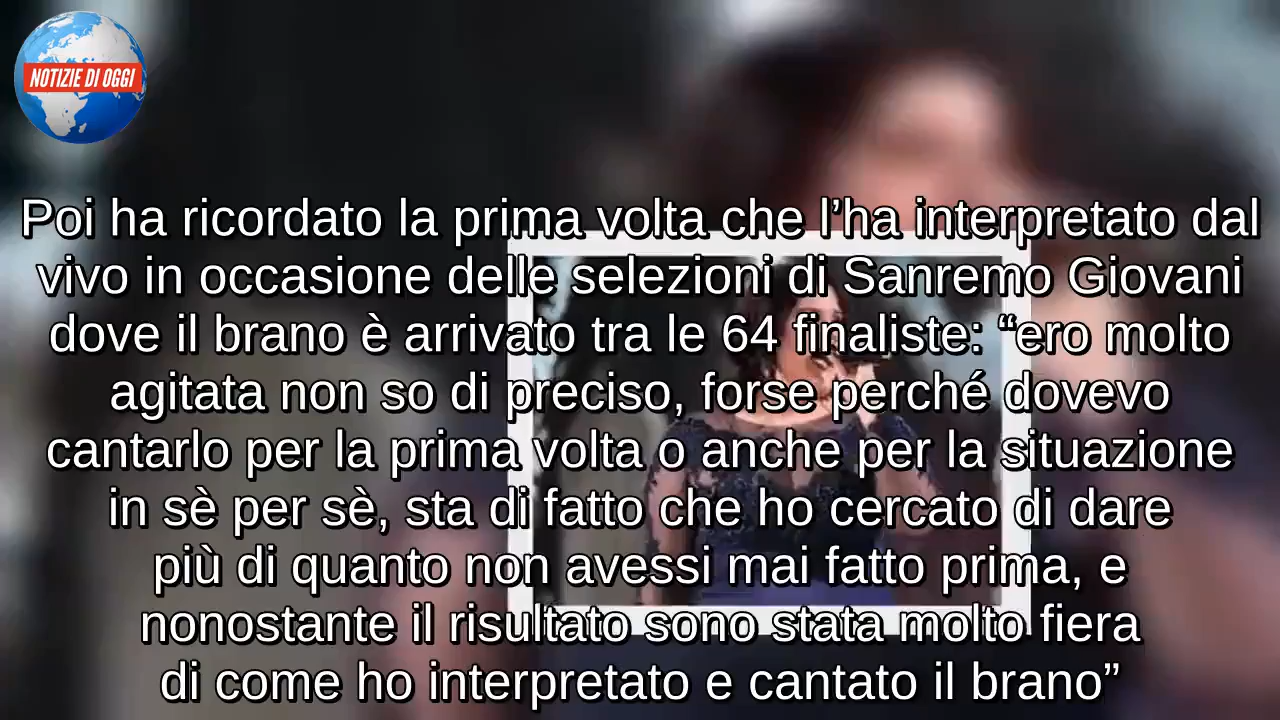 NOTIZIE DI OGGI
Poi ha ricordato la prima volta che l’ha interpretato dal
vivo in occasione delle selezioni di Sanremo Giovani
dove il brano è arrivato tra le 64 finaliste: “ero molto
agitata non so di preciso, forse perché dovevo
cantarlo per la prima volta o anche per la situazione
in sè per sè, sta di fatto che ho cercato di dare
più di quanto non avessi mai fatto prima, e
nonostante il risultato sono stata molto fiera
di come ho interpretato e cantato il brano”